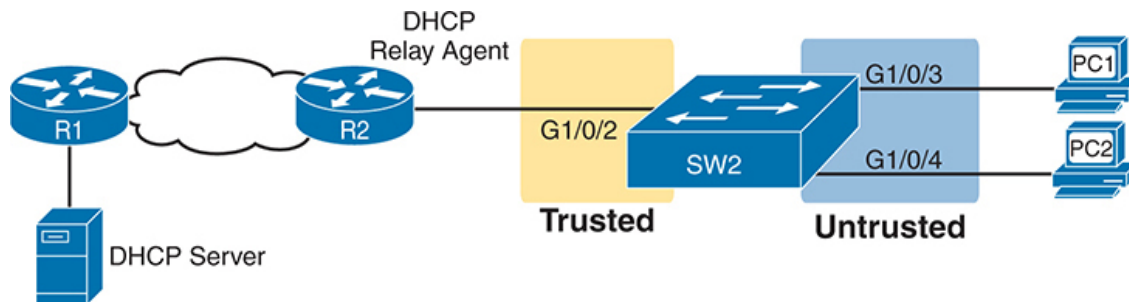 DHCP
Relay Agent
R1
R2
G1/0/2
SW2
G1/0/3
G1/0/4
PC1
PC2
Trusted
Untrusted
DHCP Server